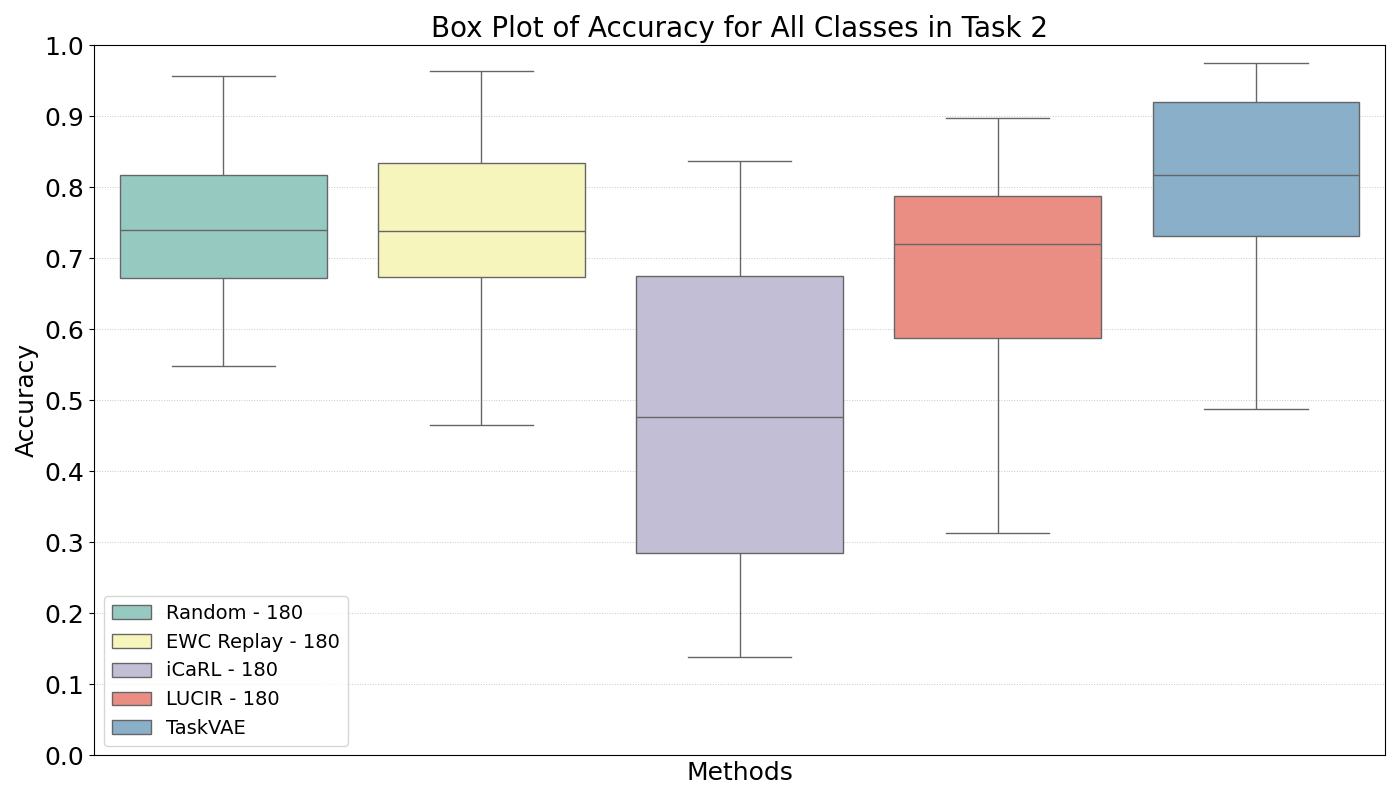 Box Plot of Accuracy for All Classes in Task 2
1.0
0.9
0.8
0.7
0.6
0.5
0.4
0.3
0.2
0.1
0.0
Accuracy
Random - 180
EWC Replay - 180
iCaRL - 180
LUCIR - 180
TaskVAE
Methods